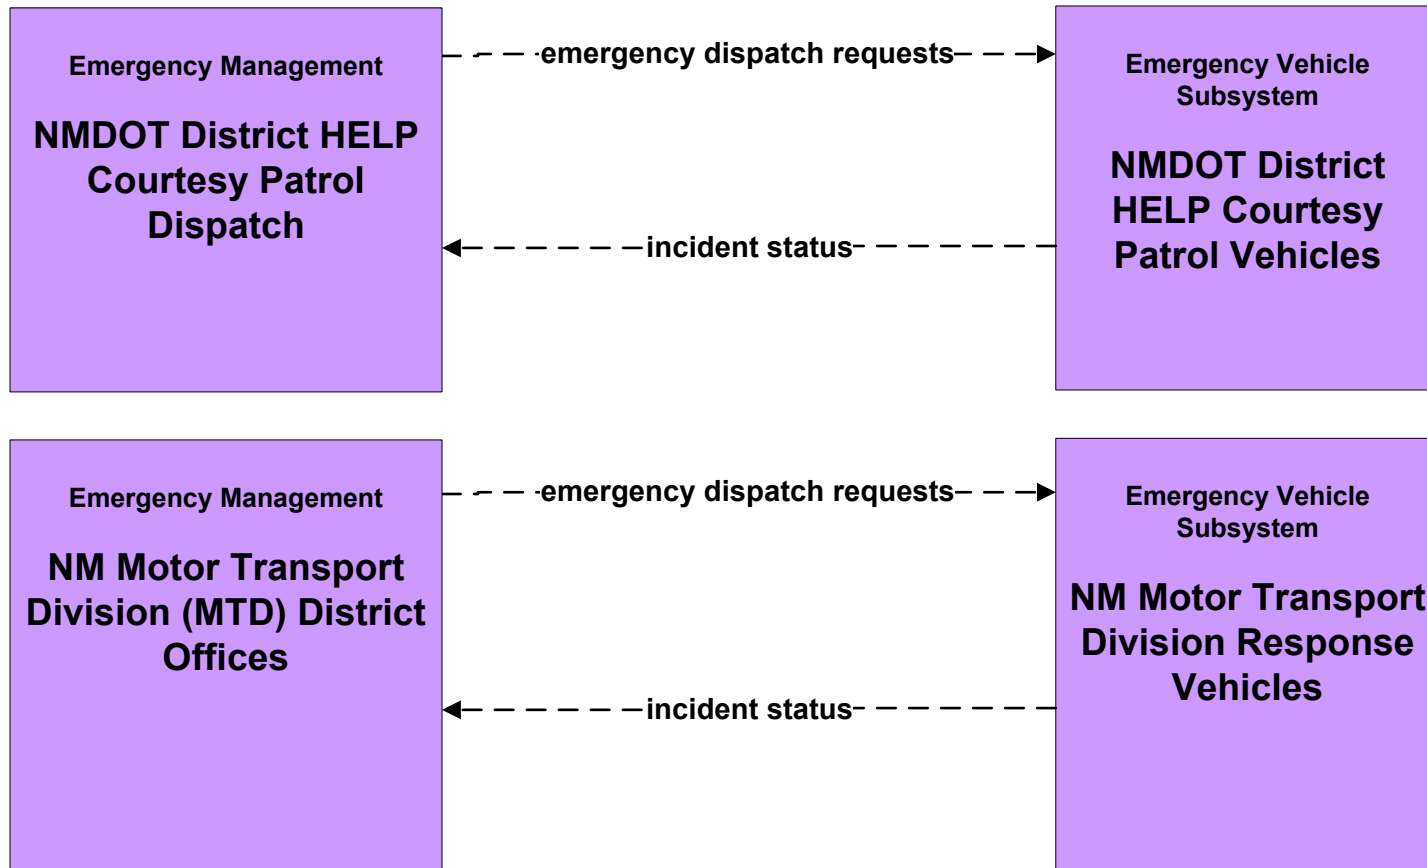 Emergency Management
NMDOT District HELP
Courtesy Patrol
Dispatch
emergency dispatch requests
incident status
Emergency Vehicle
Subsystem
NMDOT District
HELP Courtesy
Patrol Vehicles
Emergency Management
NM Motor Transport
Division (MTD) District
Offices
emergency dispatch requests
incident status
Emergency Vehicle
Subsystem
NM Motor Transport
Division Response
Vehicles